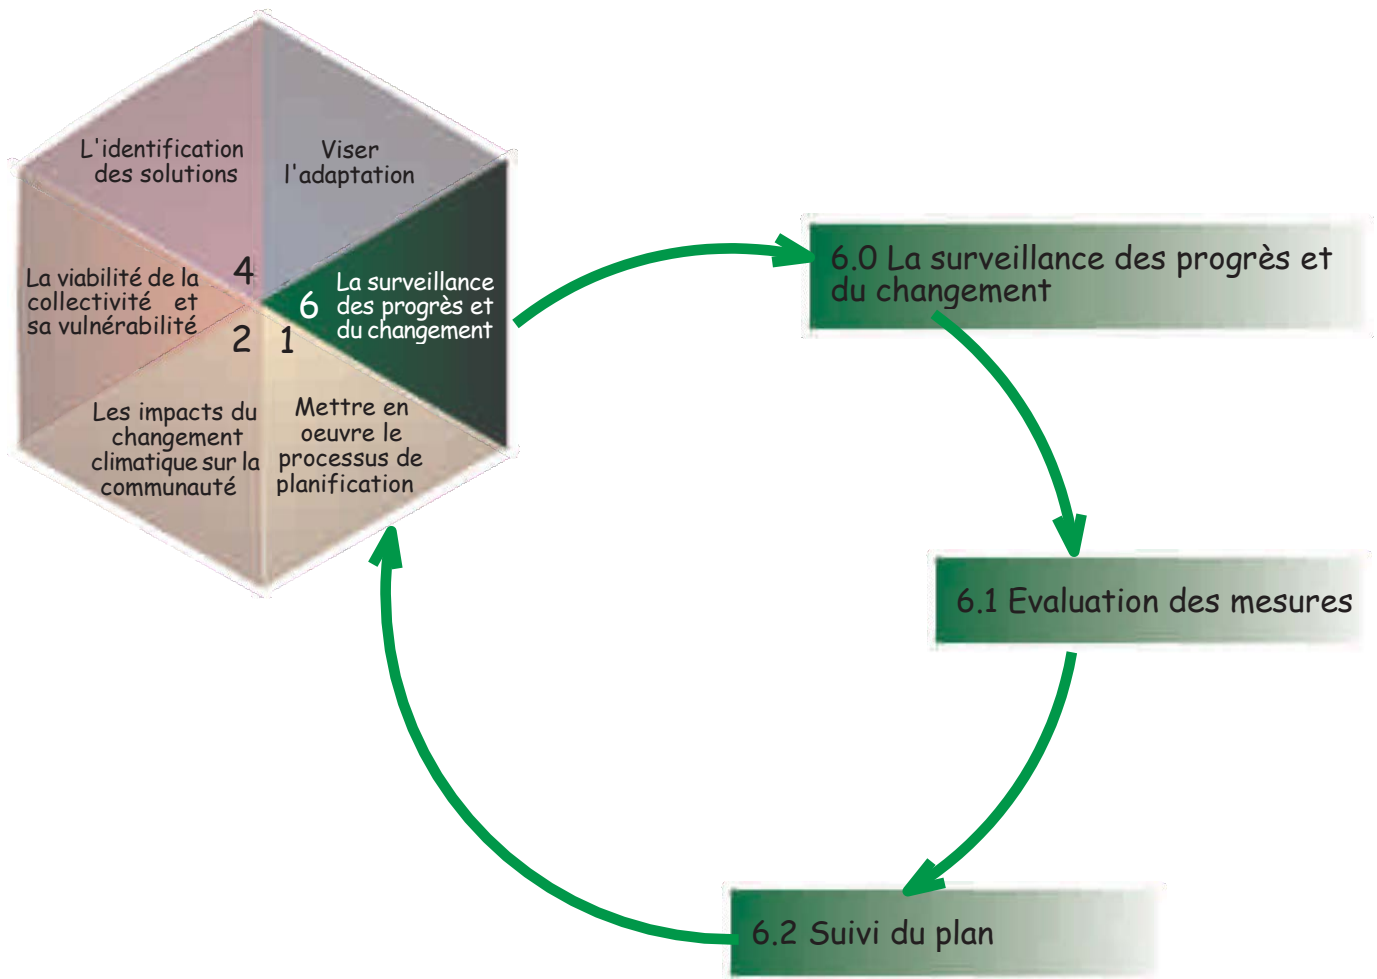 L'identification
des solutions
4
Viser
l'adaptation
La viabilité de la
collectivité et
sa vulnérabilité
6
La surveillance
des progrès et
du changement
2
1
Les impacts du
changement
climatique sur la
communauté
Mettre en
oeuvre le
processus de
planification
6.0 La surveillance des progrès et
du changement
6.1 Evaluation des mesures
6.2 Suivi du plan